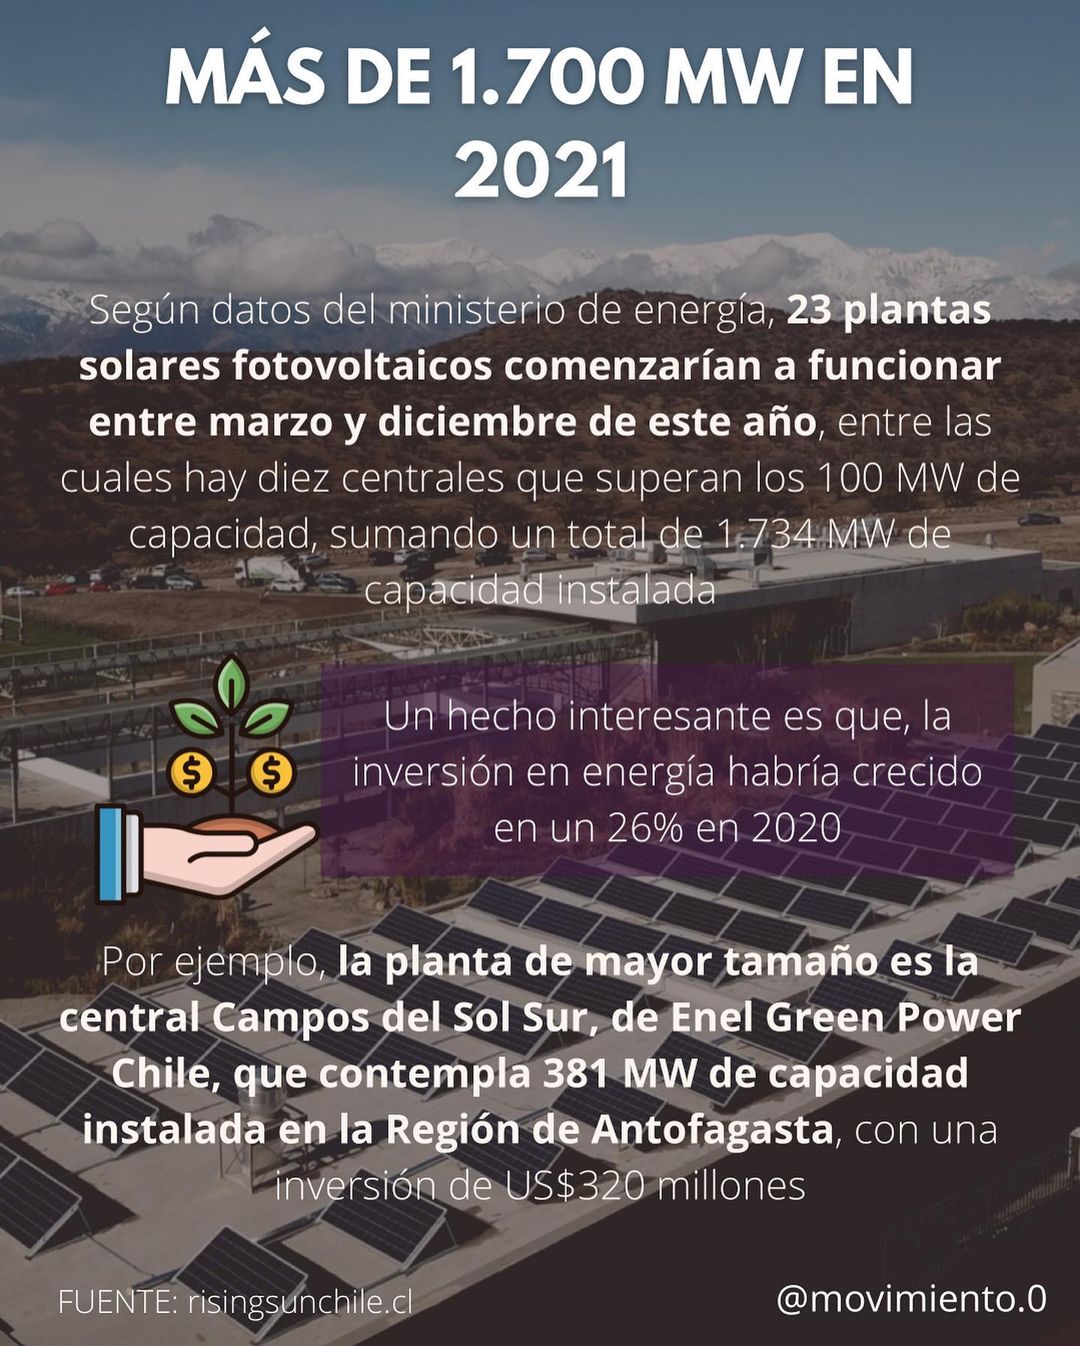 MÁS DE 1.700 MW EN
2021
Según datos del ministerio de energía, 23 plantas
solares fotovoltaicos comenzarían a funcionar
entre marzo y diciembre de este año, entre las
cuales hay diez centrales que superan los 100 MW de
capacidad, sumando un total de 1.734 MW de
capacidad instalada
$ $
Un hecho interesante es que, la
inversión en energía habría crecido
en un 26% en 2020
Por ejemplo, la planta de mayor tamaño es la
central Campos del Sol Sur, de Enel Green Power
Chile, que contempla 381 MW de capacidad
instalada en la Región de Antofagasta, con una
inversión de US$320 millones
FUENTE: risingsunchile.cl
@movimiento.0